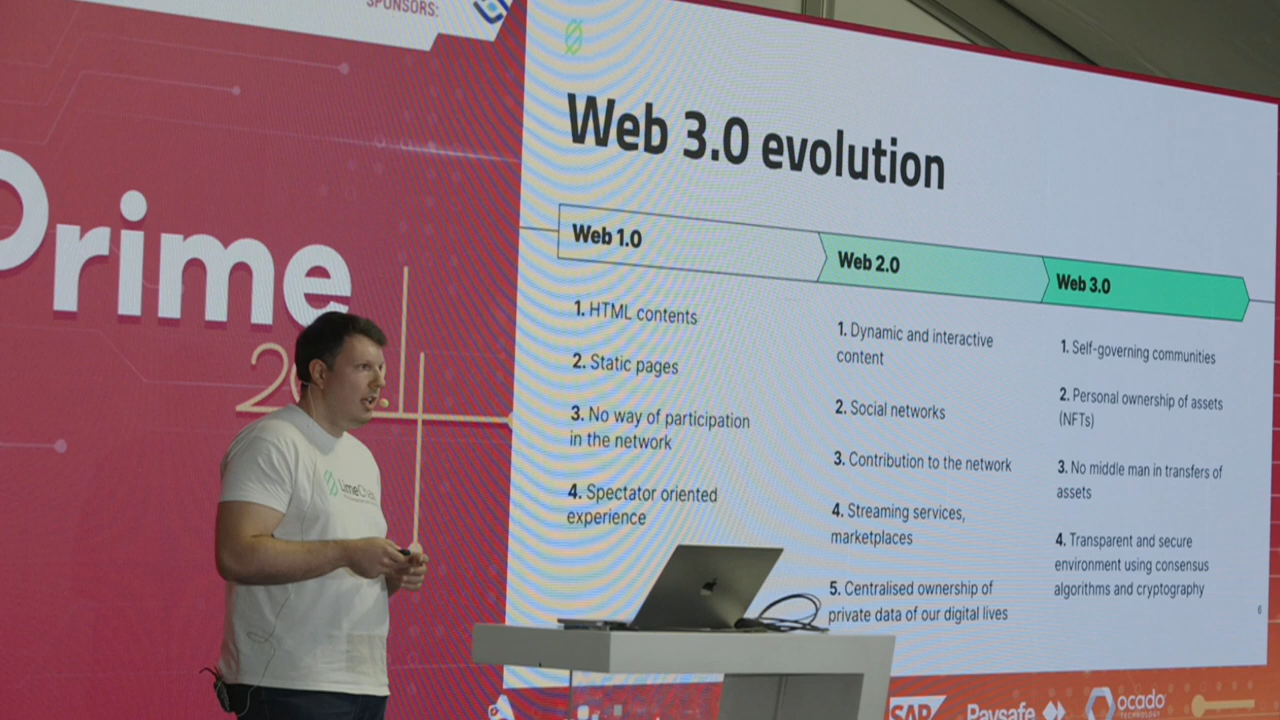 SPONSORS:
Prime
Web 3.0 evolution
Web 1.0
1. HTML contents
2. Static pages
3. No way of participation
in the network
4. Spectator oriented
experience
Web 2.0
1. Dynamic and interactive
content
2. Social networks
3. Contribution to the network
4. Streaming services,
marketplaces
5. Centralised ownership of
private data of our digital lives
Web 3.0
1. Self-governing communities
2. Personal ownership of assets
(NFTs)
3. No middle man in transfers of
assets
4. Transparent and secure
environment using consensus
algorithms and cryptography
6
SAP
Paysafe
ocado
TECHNOLOGY